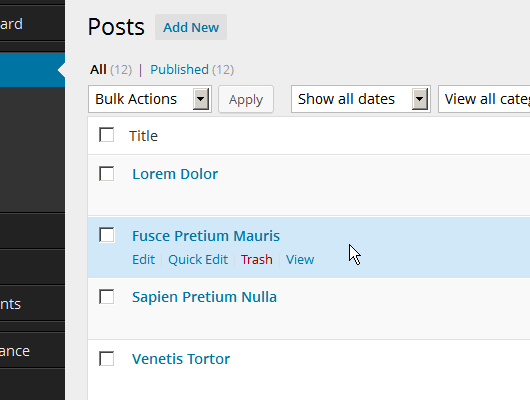 ard
Posts Add New
All (12) | Published (12)
Bulk Actions Apply Show all dates View all categ
Title
Lorem Dolor
Fusce Pretium Mauris
Edit Quick Edit Trash View
Sapien Pretium Nulla
nts
ance
Venetis Tortor